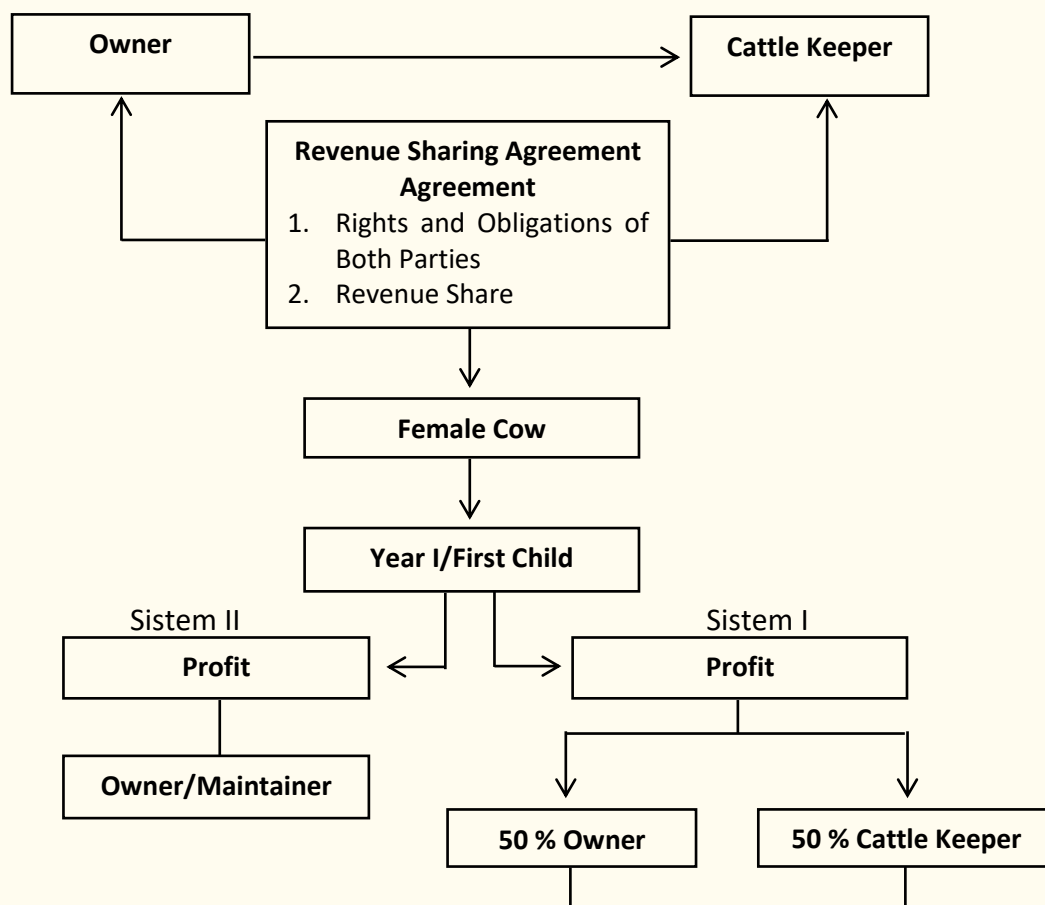 Owner
Cattle Keeper
Revenue Sharing Agreement
Agreement
1. Rights and Obligations of
Both Parties
2. Revenue Share
Female Cow
Year I/First Child
Sistem II
Sistem I
Profit
Profit
Owner/Maintainer
50 % Owner
50 % Cattle Keeper